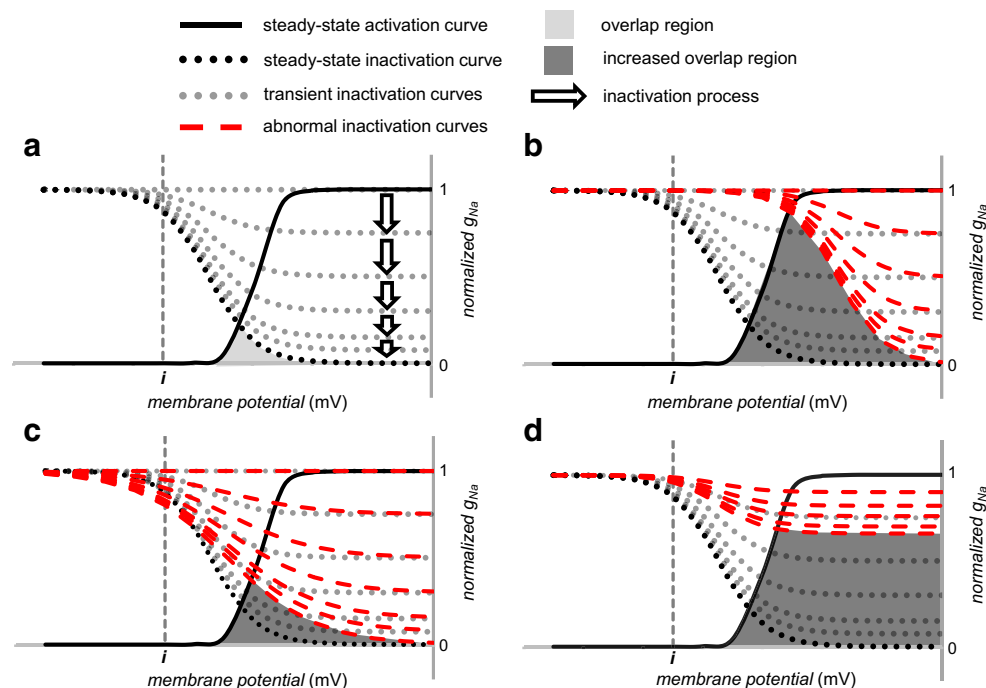 steady-state activation curve
steady-state inactivation curve
transient inactivation curves
abnormal inactivation curves
overlap region
increased overlap region
inactivation process
a
1
normalized gNa
0
i
membrane potential (mV)
b
1
normalized gNa
0
i
membrane potential (mV)
c
1
normalized gNa
0
i
membrane potential (mV)
d
1
normalized gNa
0
i
membrane potential (mV)